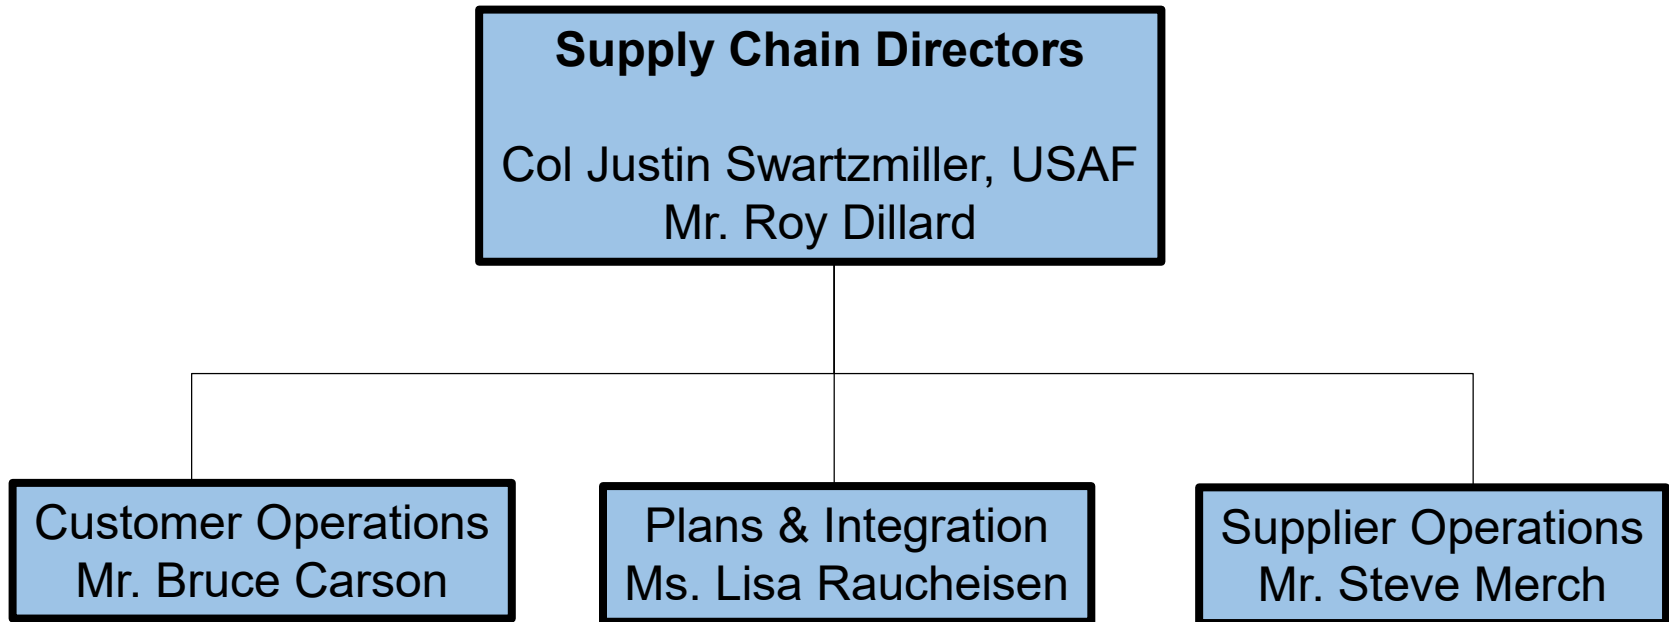 Supply Chain Directors
Col Justin Swartzmiller, USAF
Mr. Roy Dillard
Customer Operations
Mr. Bruce Carson
Plans & Integration
Ms. Lisa Raucheisen
Supplier Operations
Mr. Steve Merch